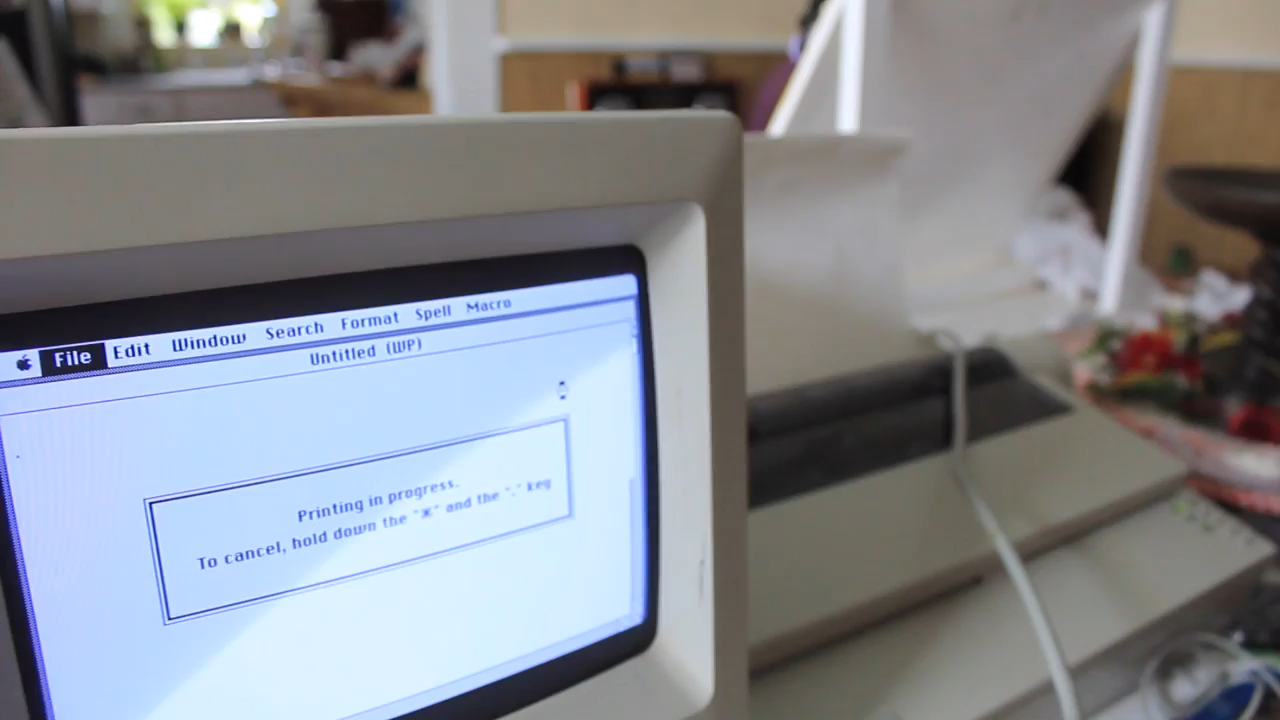 File Edit Window Search Format Spell Macro
Untitled (WP)
Printing in progress.
To cancel, hold down the "⌘" and the "." key